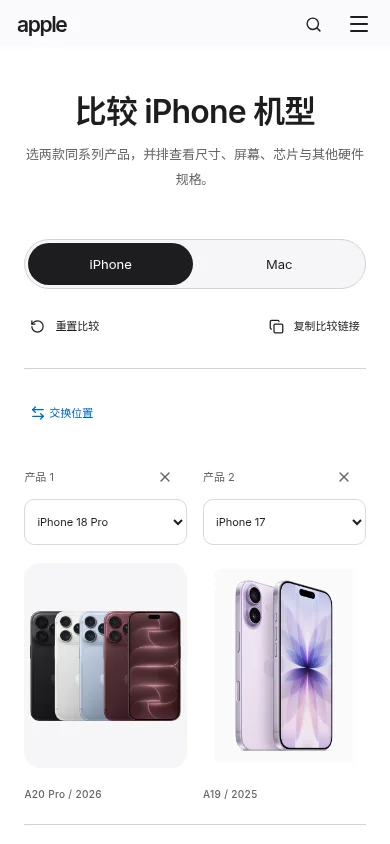 apple
比较 iPhone 机型
选两款同系列产品，并排查看尺寸、屏幕、芯片与其他硬件
规格。
iPhone
Mac
重置比较
复制比较链接
交换位置
产品 1
产品 2
iPhone 18 Pro
iPhone 17
A20 Pro / 2026
A19 / 2025